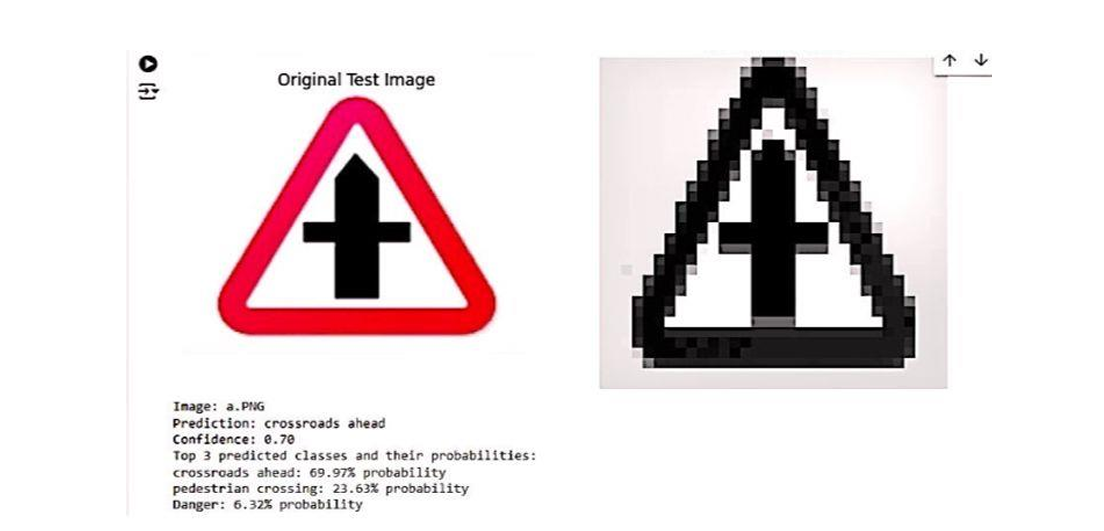 Original Test Image
Image: a.PNG
Prediction: crossroads ahead
Confidence: 0.70
Top 3 predicted classes and their probabilities:
crossroads ahead: 69.97% probability
pedestrian crossing: 23.63% probability
Danger: 6.32% probability